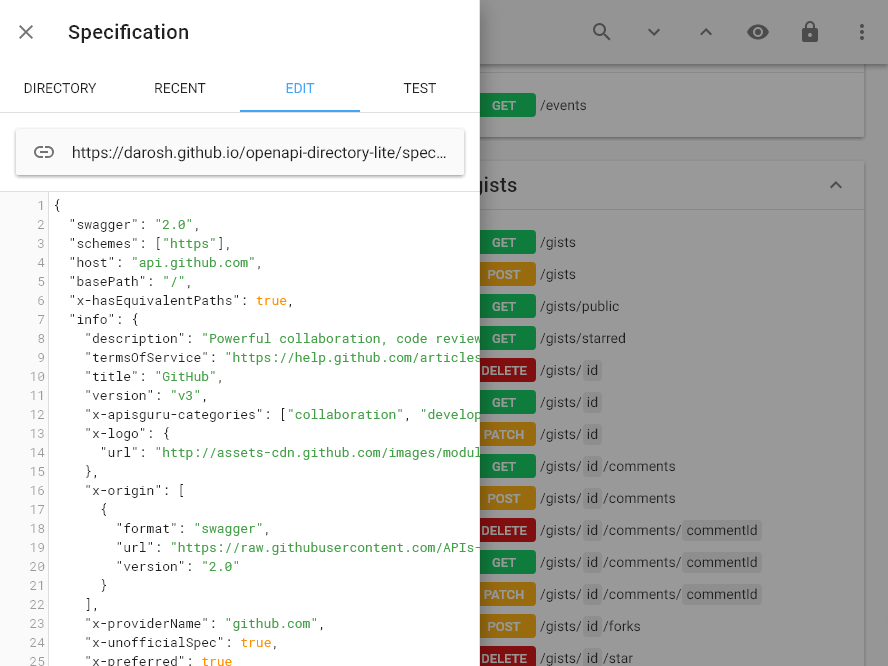 Specification
DIRECTORY RECENT EDIT TEST
https://darosh.github.io/openapi-directory-lite/spec...
1 {
2 "swagger": "2.0",
3 "schemes": ["https"],
4 "host": "api.github.com",
5 "basePath": "/",
6 "x-hasEquivalentPaths": true,
7 "info": {
8 "description": "Powerful collaboration, code review
9 "termsOfService": "https://help.github.com/articles
10 "title": "GitHub",
11 "version": "v3",
12 "x-apisguru-categories": ["collaboration", "develop
13 "x-logo": {
14 "url": "http://assets-cdn.github.com/images/modul
15 },
16 "x-origin": [
17 {
18 "format": "swagger",
19 "url": "https://raw.githubusercontent.com/APIs-
20 "version": "2.0"
21 }
22 ],
23 "x-providerName": "github.com",
24 "x-unofficialSpec": true,
25 "x-preferred": true
GET /events
gists
GET /gists
POST /gists
GET /gists/public
GET /gists/starred
DELETE /gists/ id
GET /gists/ id
PATCH /gists/ id
GET /gists/ id /comments
POST /gists/ id /comments
DELETE /gists/ id /comments/ commentId
GET /gists/ id /comments/ commentId
PATCH /gists/ id /comments/ commentId
POST /gists/ id /forks
DELETE /gists/ id /star